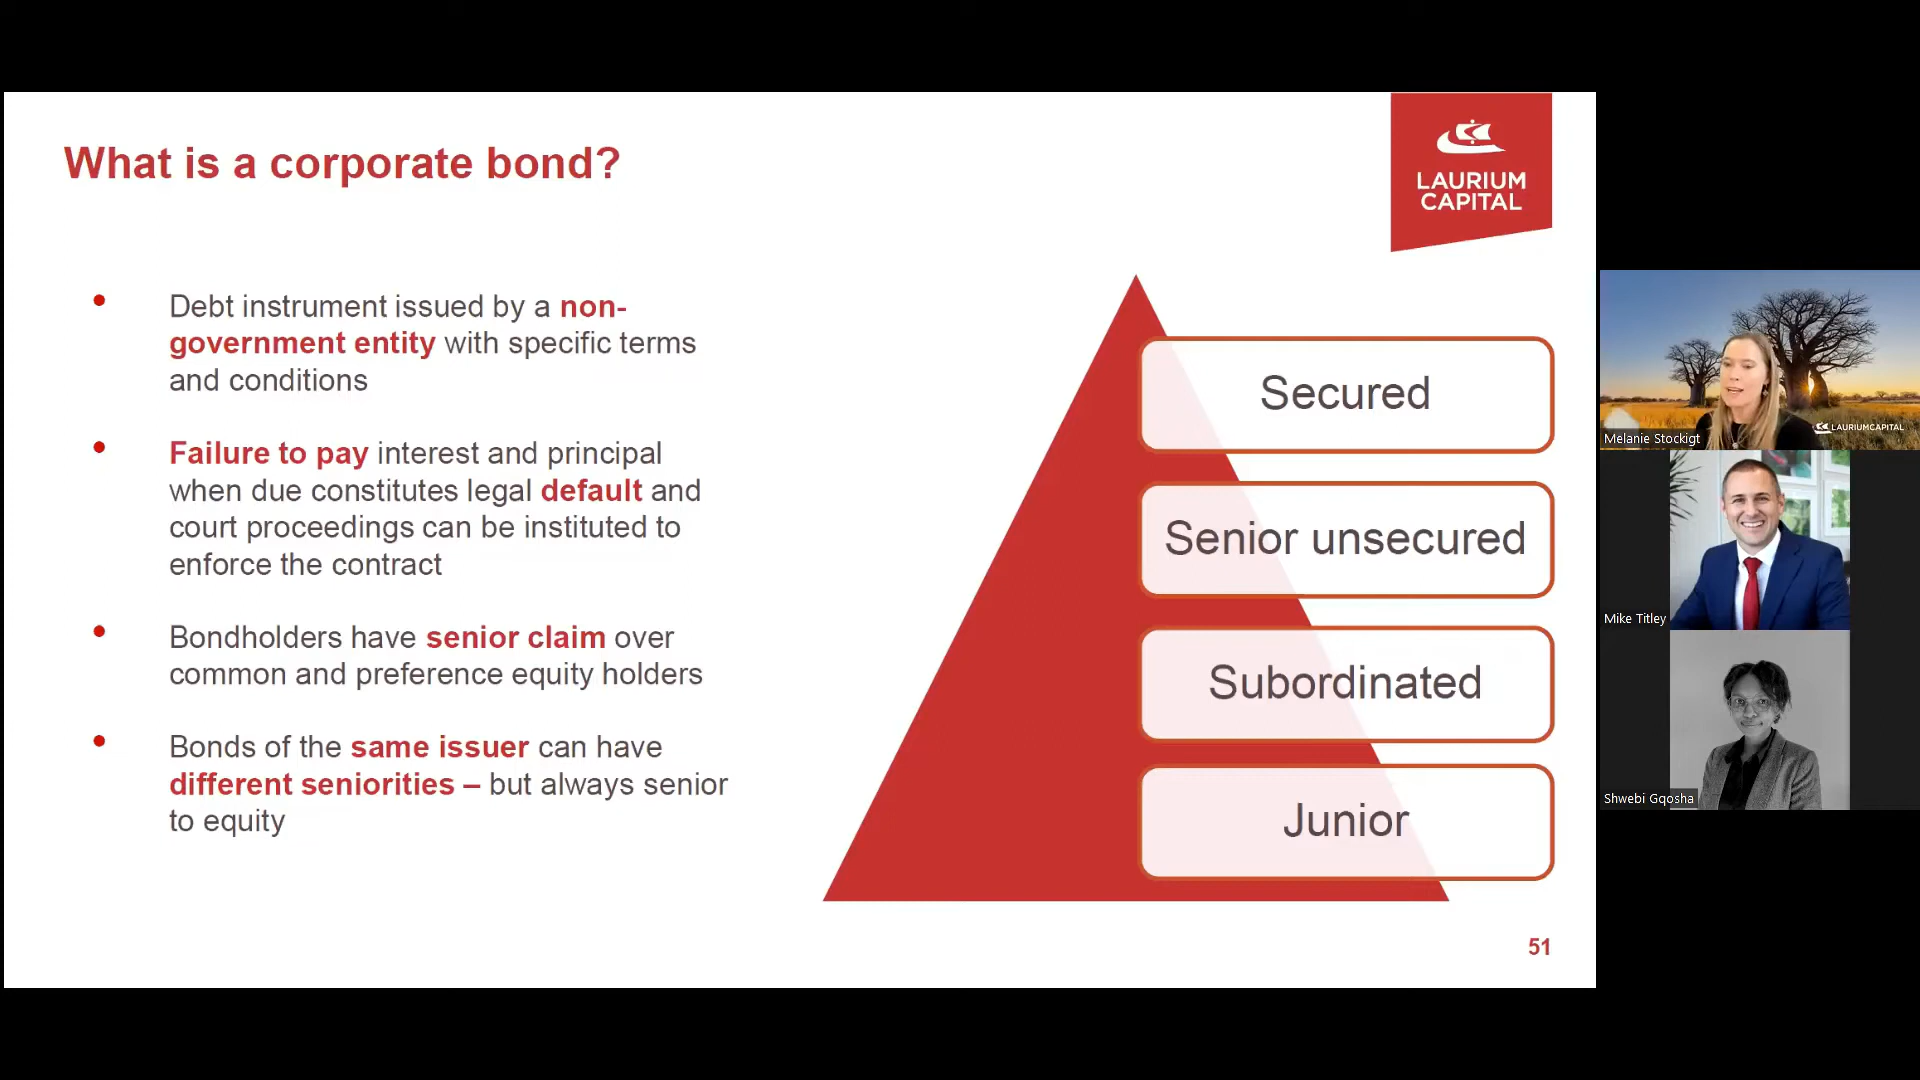 What is a corporate bond?
LAURIUM
CAPITAL
• Debt instrument issued by a non-
government entity with specific terms
and conditions
• Failure to pay interest and principal
when due constitutes legal default and
court proceedings can be instituted to
enforce the contract
• Bondholders have senior claim over
common and preference equity holders
• Bonds of the same issuer can have
different seniorities – but always senior
to equity
Secured
Senior unsecured
Subordinated
Junior
51
LAURIUMCAPITAL
Melanie Stockigt
Mike Titley
Shwebi Gqosha